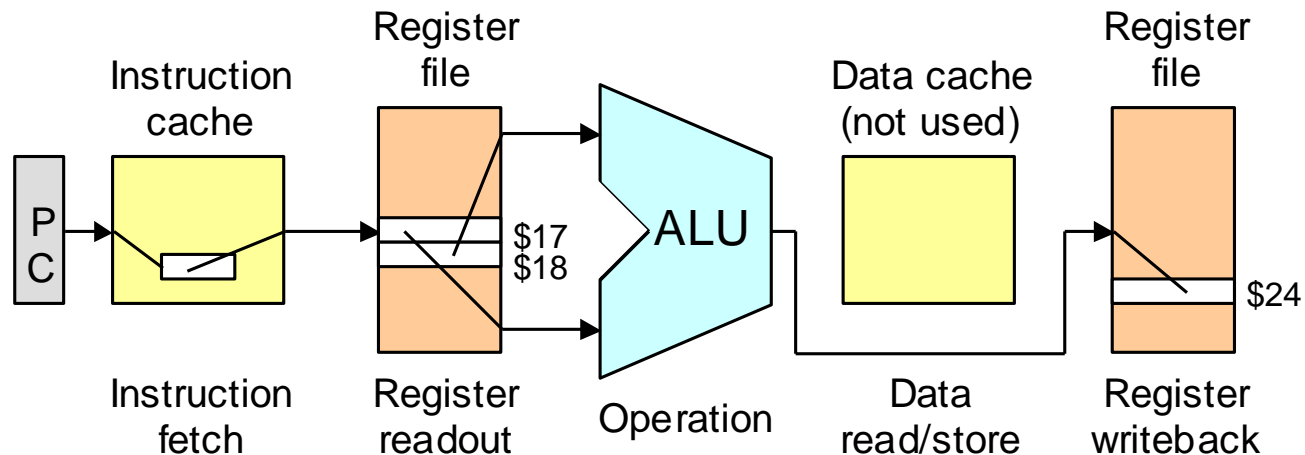 Register
file
Instruction
cache
Data cache
(not used)
Register
file
P
C
$17
$18
ALU
$24
Instruction
fetch
Register
readout
Operation
Data
read/store
Register
writeback